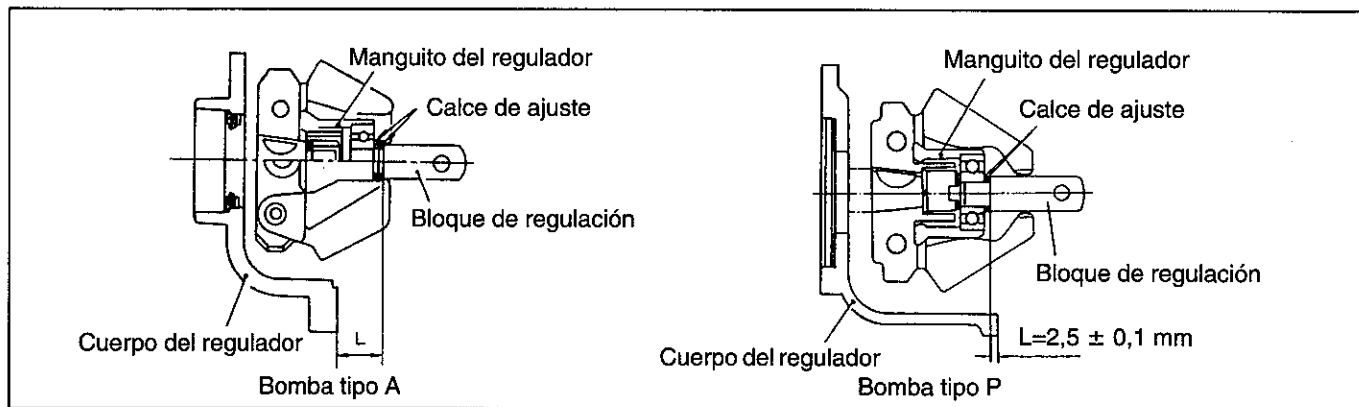 Manguito del regulador
Calce de ajuste
Bloque de regulación
L
Cuerpo del regulador
Bomba tipo A
Manguito del regulador
Calce de ajuste
Bloque de regulación
L=2,5 ± 0,1 mm
Cuerpo del regulador
Bomba tipo P